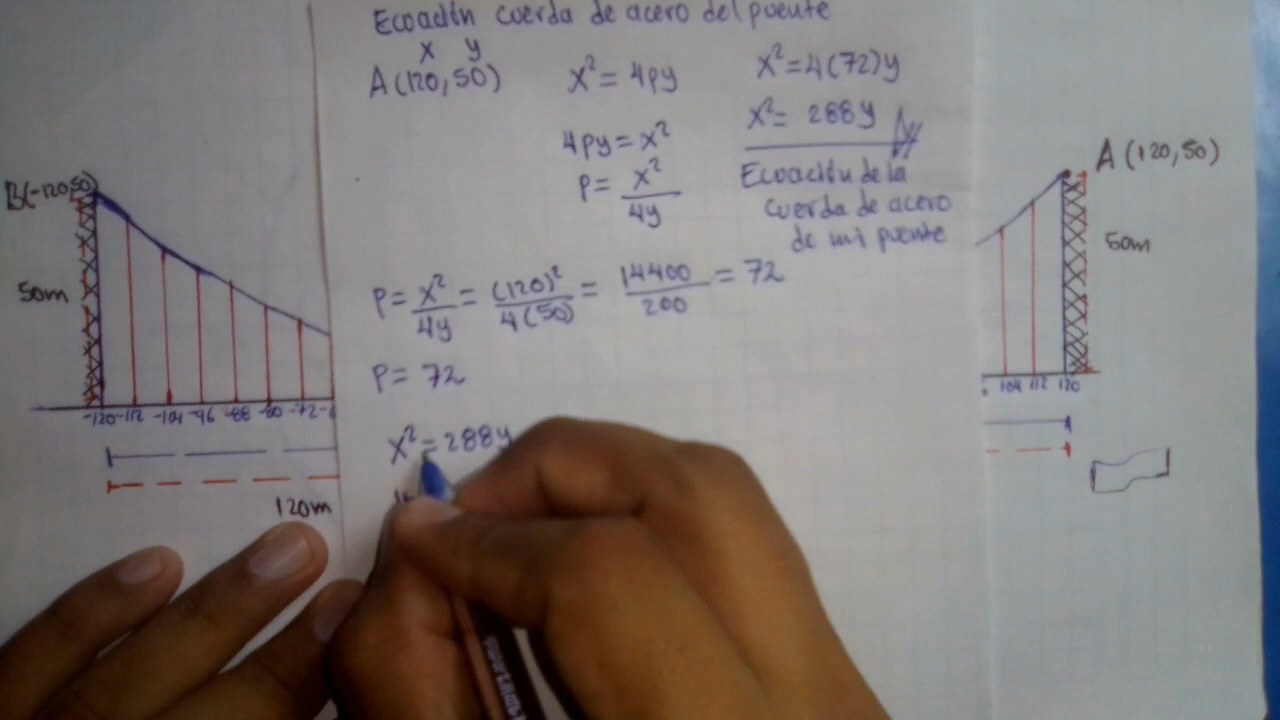 Ecuación cuerda de acero del puente
x y
A (120, 50)
x² = 4py
4py = x²
p = x²/4y
x² = 4(72)y
x² = 288y
Ecuación de la
cuerda de acero
de mi puente
p = x²/4y = (120)²/4(50) = 14400/200 = 72
p = 72
x² = 288y
B(-120,50)
50m
-120 -112 -104 -96 -88 -80 -72
120m
A (120, 50)
50m
104 112 120